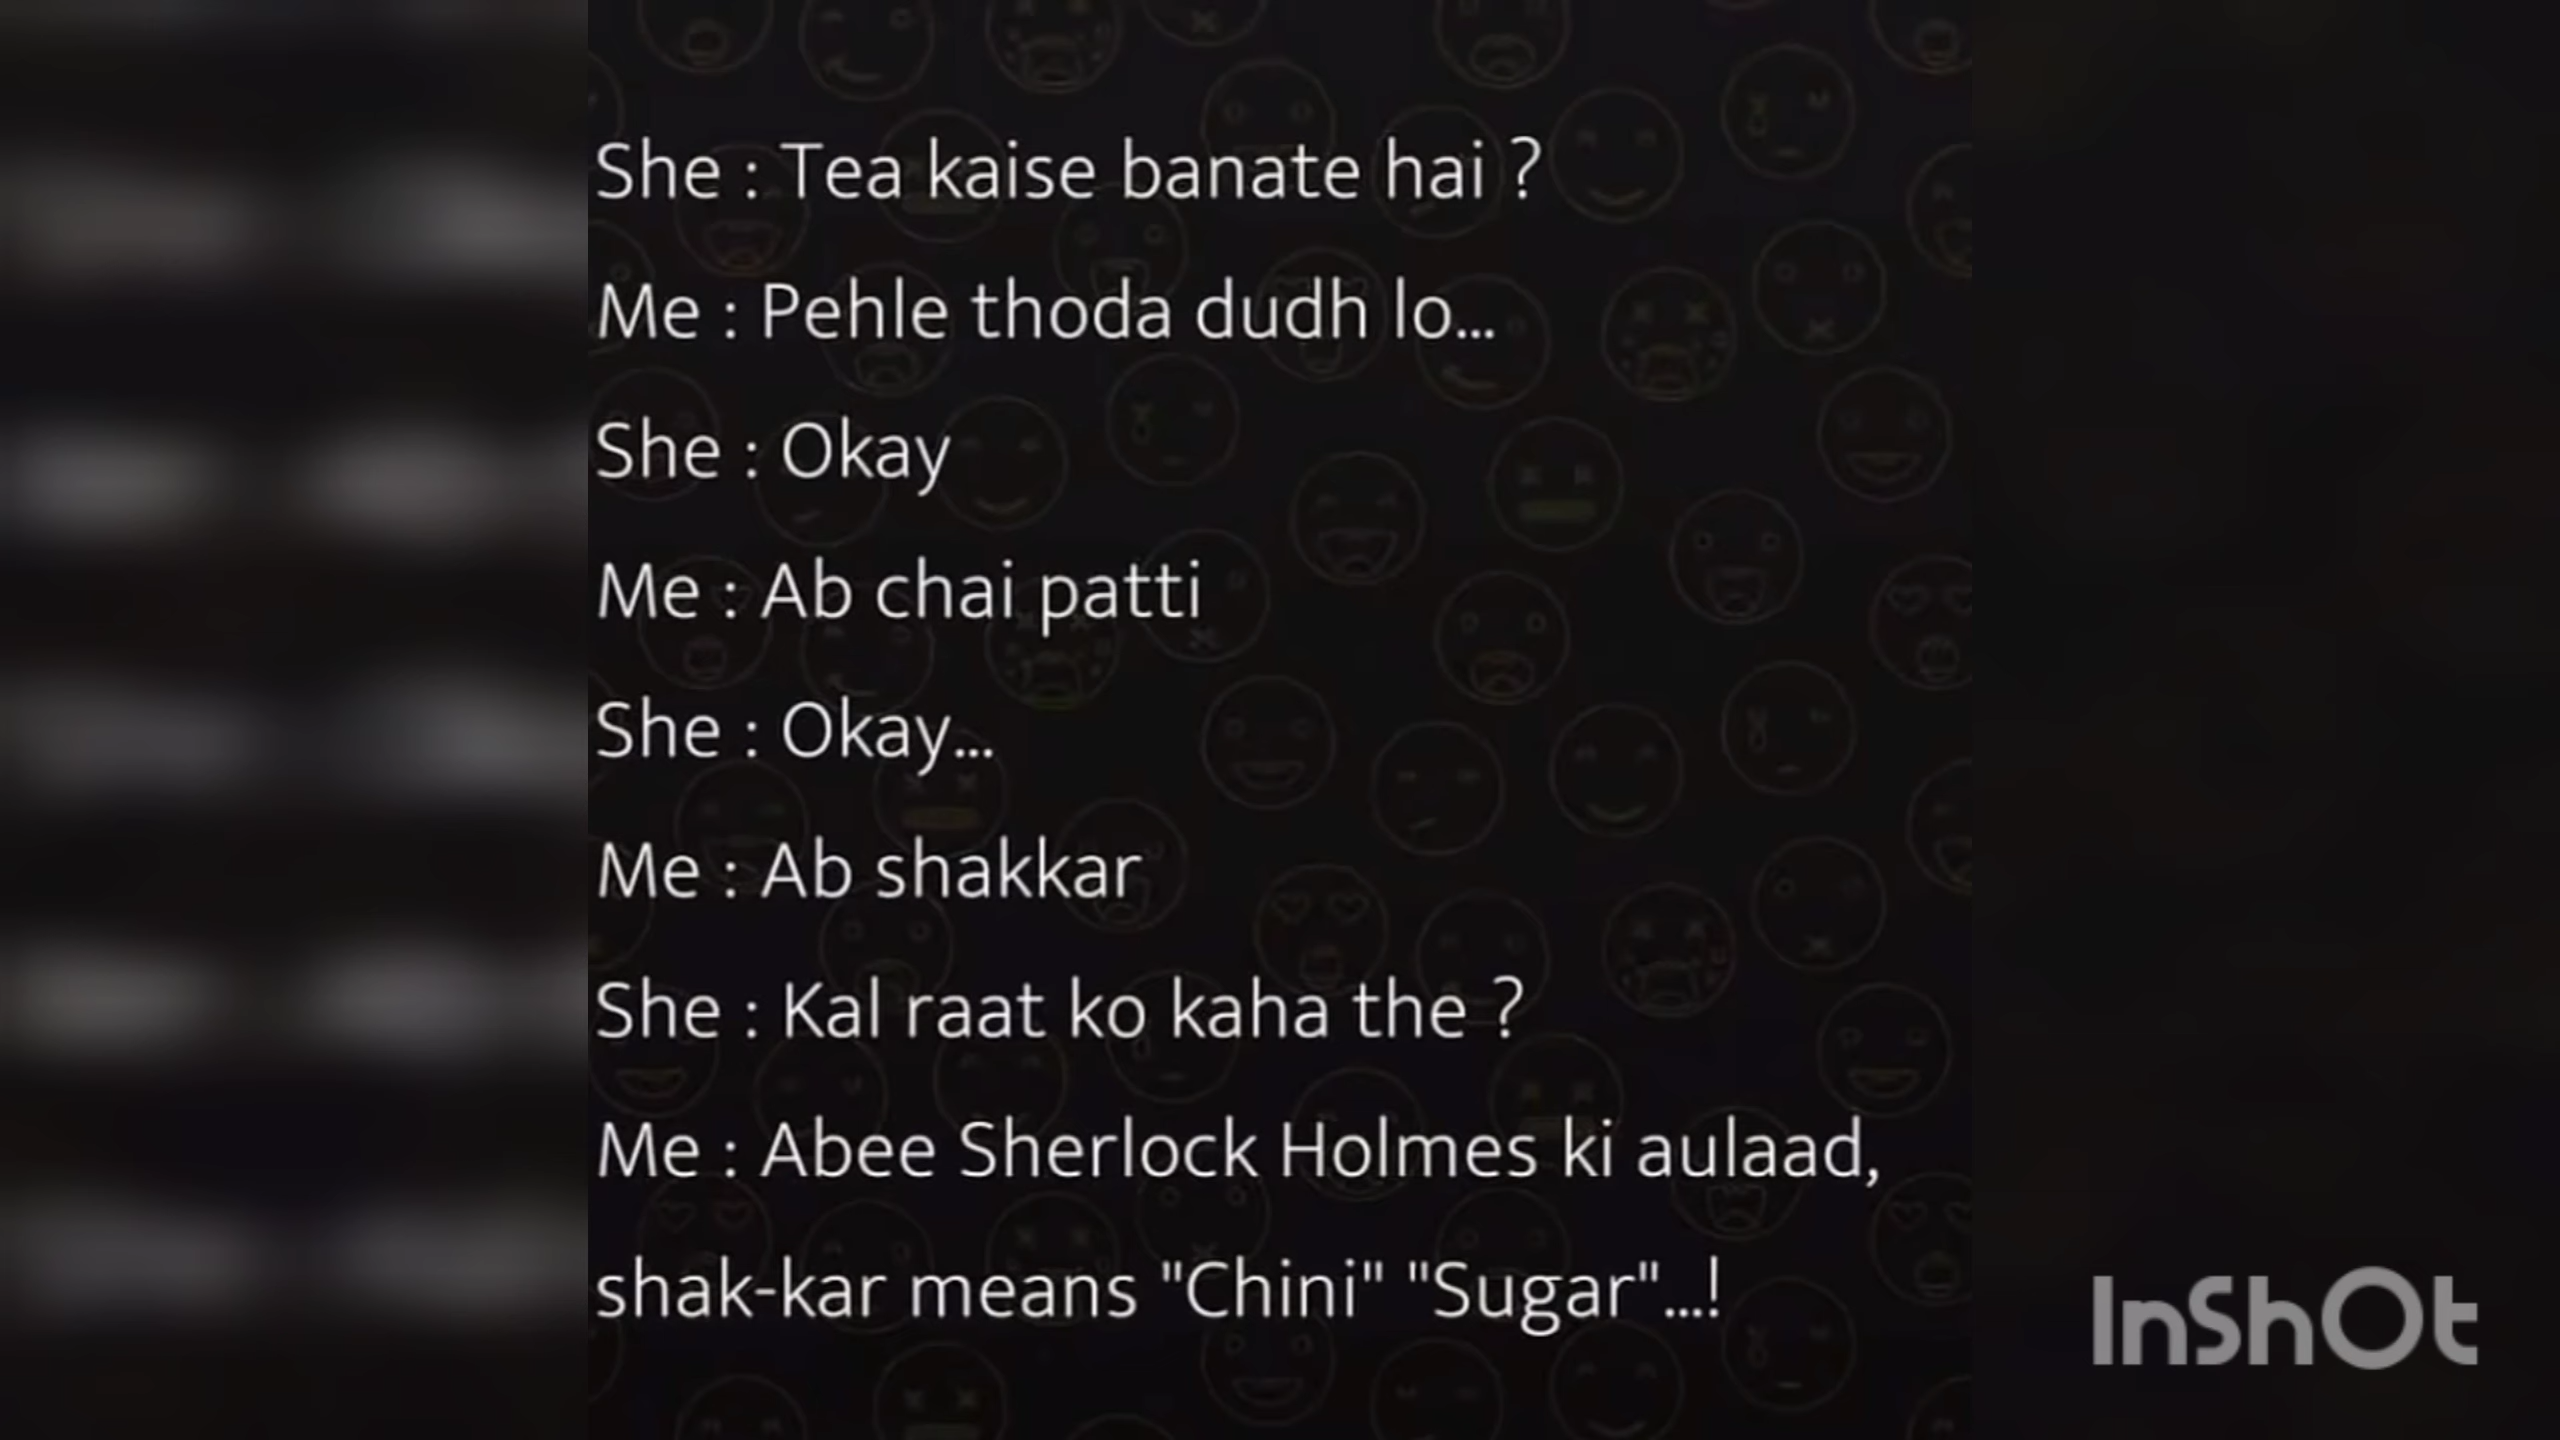 She : Tea kaise banate hai ?
Me : Pehle thoda dudh lo...
She : Okay
Me : Ab chai patti
She : Okay...
Me : Ab shakkar
She : Kal raat ko kaha the ?
Me : Abee Sherlock Holmes ki aulaad,
shak-kar means "Chini" "Sugar"...!
InShOt